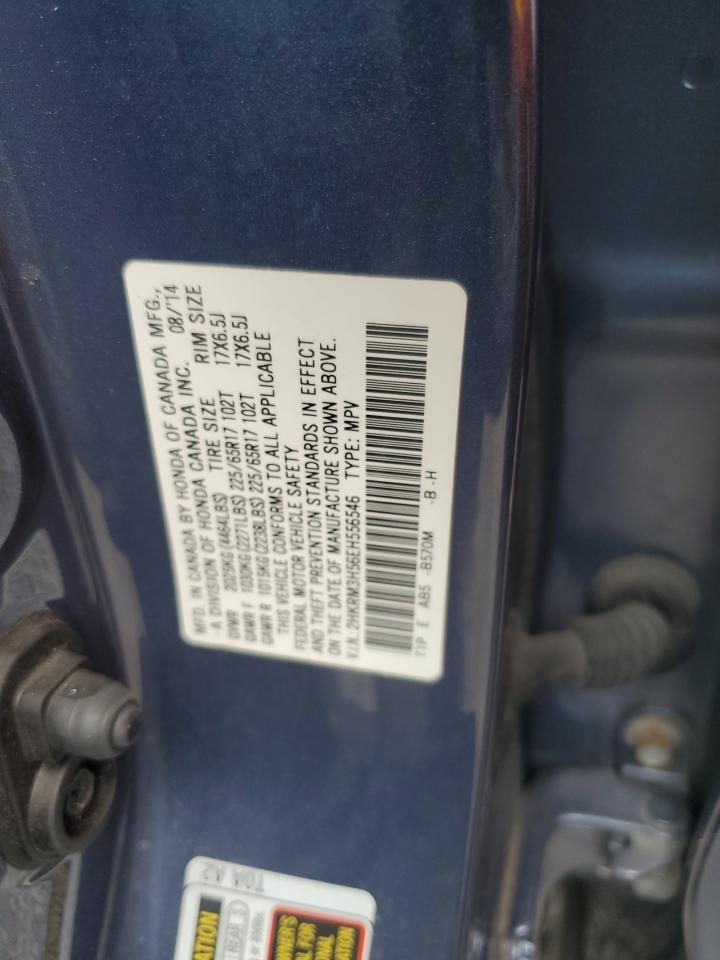 MFD. IN CANADA BY HONDA OF CANADA MFG.,
-A DIVISION OF HONDA CANADA INC. 08/'14
GVWR 2025KG(4464LBS) TIRE SIZE RIM SIZE
GAWR F 1030KG(2271LBS) 225/65R17 102T 17X6.5J
GAWR R 1015KG(2238LBS) 225/65R17 102T 17X6.5J
THIS VEHICLE CONFORMS TO ALL APPLICABLE
FEDERAL MOTOR VEHICLE SAFETY
AND THEFT PREVENTION STANDARDS IN EFFECT
ON THE DATE OF MANUFACTURE SHOWN ABOVE.
V.I.N. 2HKRM3H56EH556546 TYPE: MPV
TIP E AB5 -B570M -B -H
TOA A2